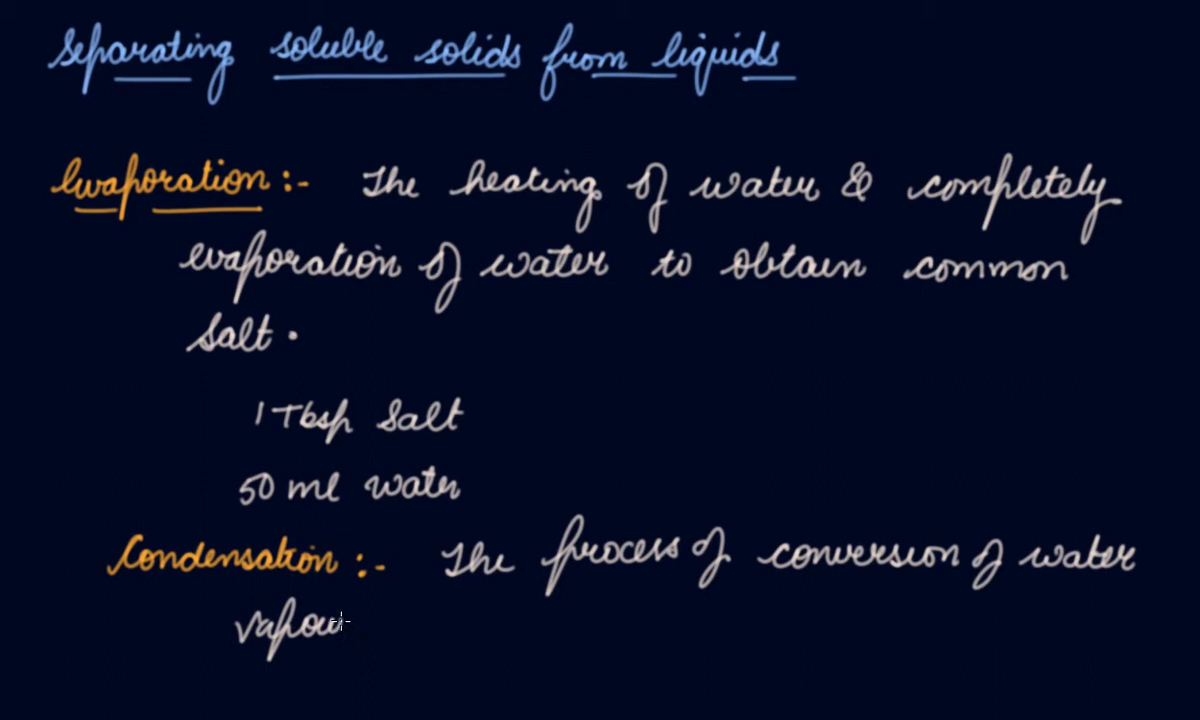 Separating soluble solids from liquids
Evaporation :- The heating of water & completely
evaporation of water to obtain common
Salt.
1 Tbsp Salt
50 ml water
Condensation :- The process of conversion of water
vapou